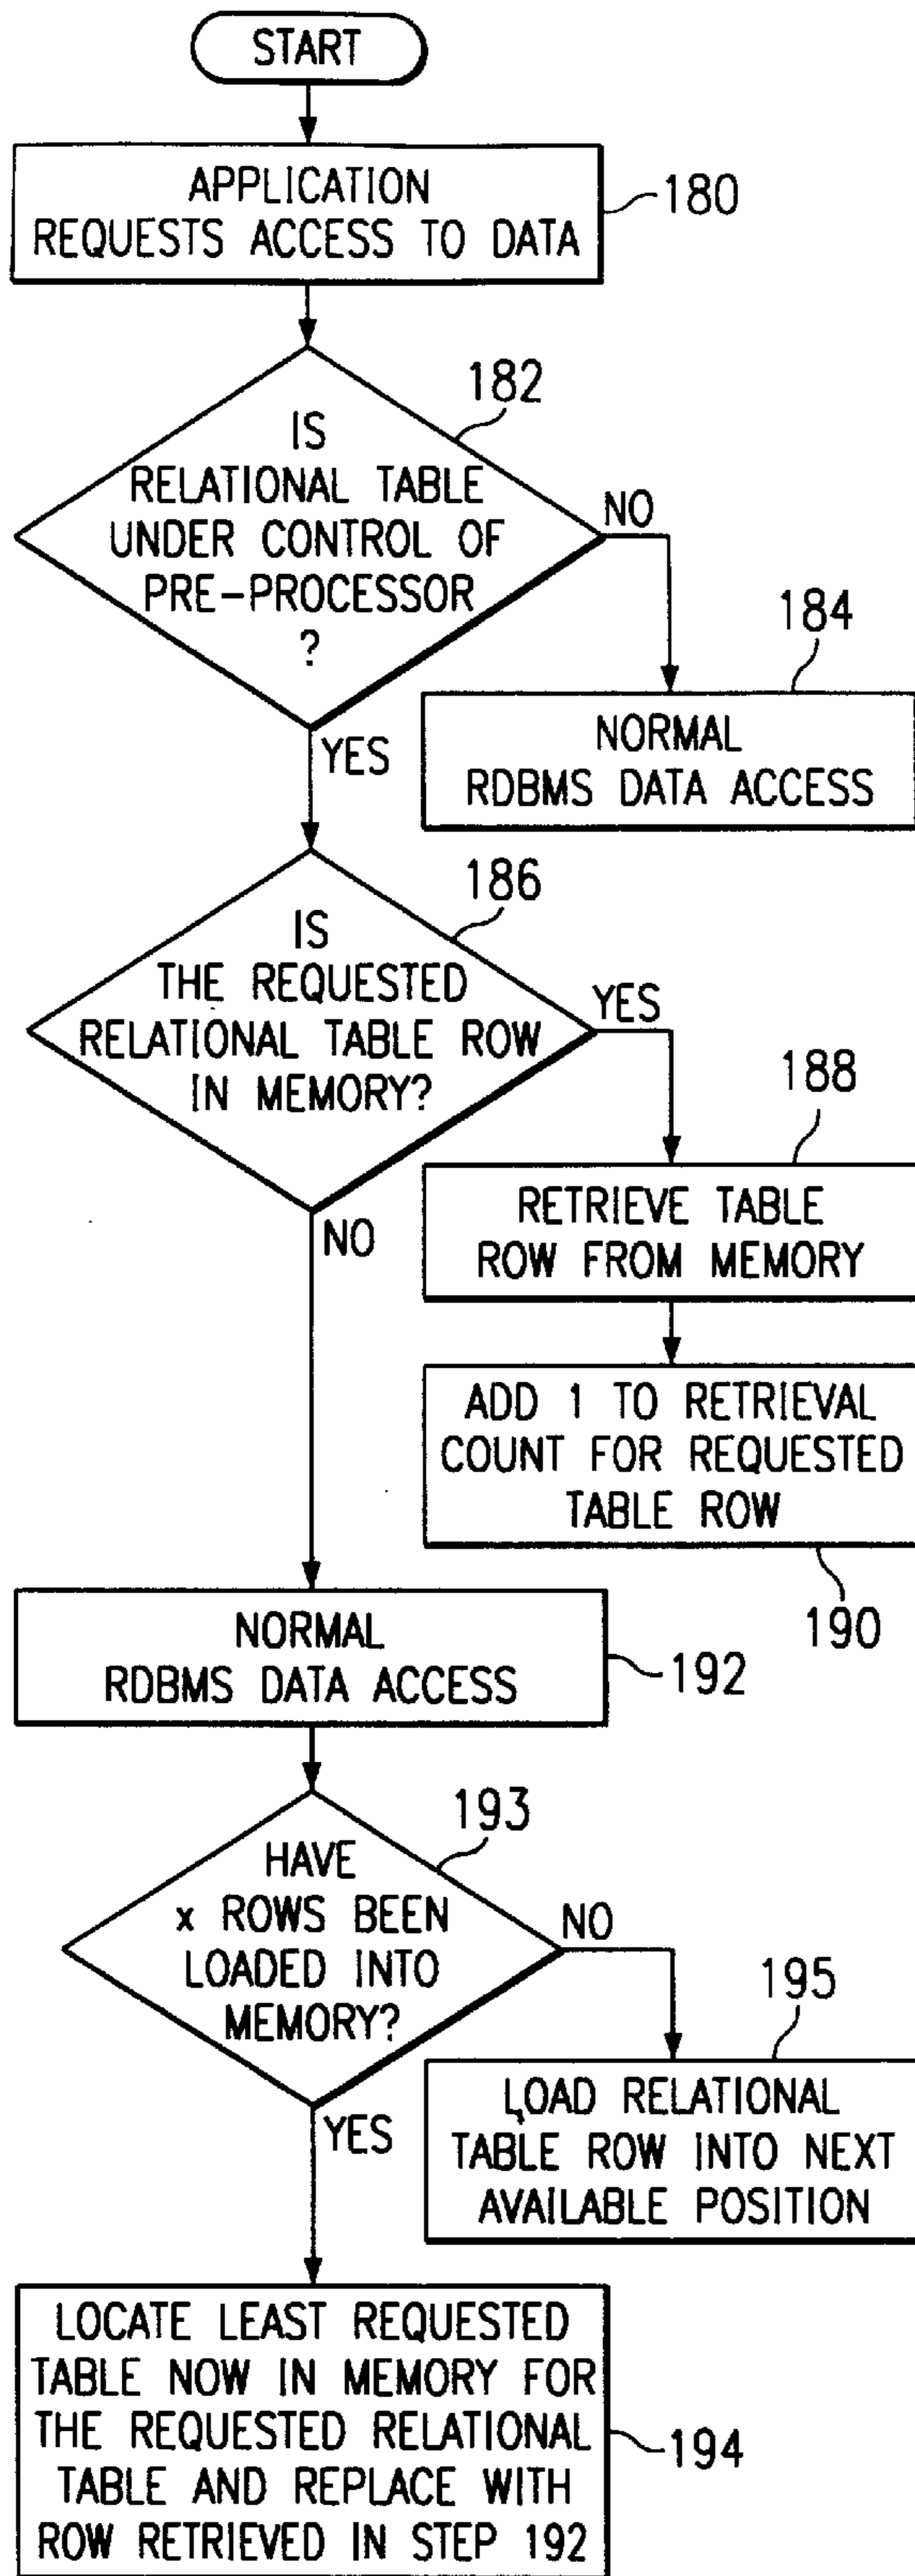 START
APPLICATION
REQUESTS ACCESS TO DATA
180
182
IS
RELATIONAL TABLE
UNDER CONTROL OF
PRE-PROCESSOR
?
NO
184
NORMAL
RDBMS DATA ACCESS
YES
186
IS
THE REQUESTED
RELATIONAL TABLE ROW
IN MEMORY?
YES
188
RETRIEVE TABLE
ROW FROM MEMORY
NO
ADD 1 TO RETRIEVAL
COUNT FOR REQUESTED
TABLE ROW
190
NORMAL
RDBMS DATA ACCESS
192
193
HAVE
x ROWS BEEN
LOADED INTO
MEMORY?
NO
195
LOAD RELATIONAL
TABLE ROW INTO NEXT
AVAILABLE POSITION
YES
LOCATE LEAST REQUESTED
TABLE NOW IN MEMORY FOR
THE REQUESTED RELATIONAL
TABLE AND REPLACE WITH
ROW RETRIEVED IN STEP 192
194